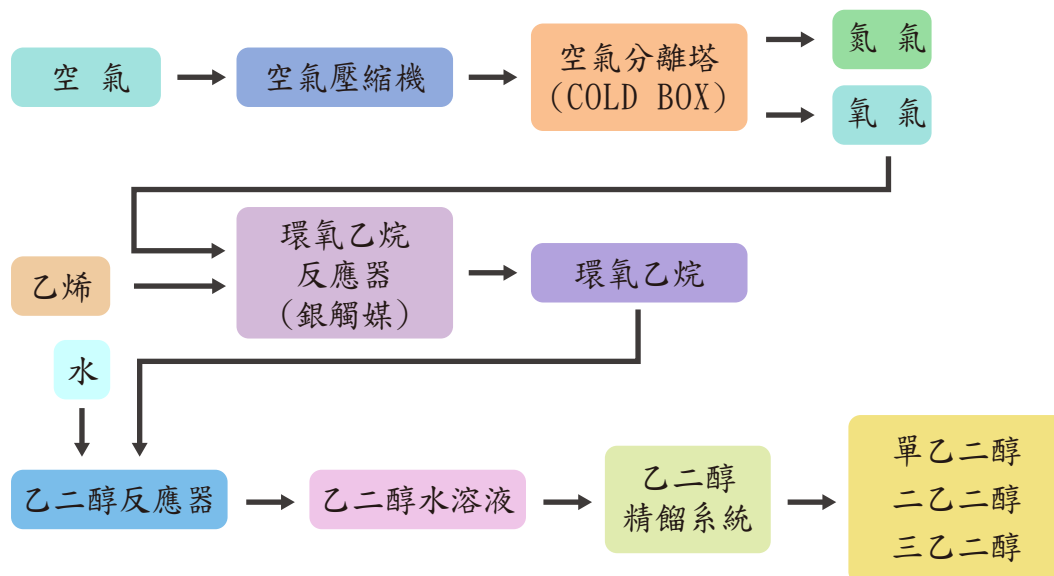 空 氣
空氣壓縮機
空氣分離塔
(COLD BOX)
氮 氣
氧 氣
乙烯
環氧乙烷
反應器
(銀觸媒)
環氧乙烷
水
乙二醇反應器
乙二醇水溶液
乙二醇
精餾系統
單乙二醇
二乙二醇
三乙二醇